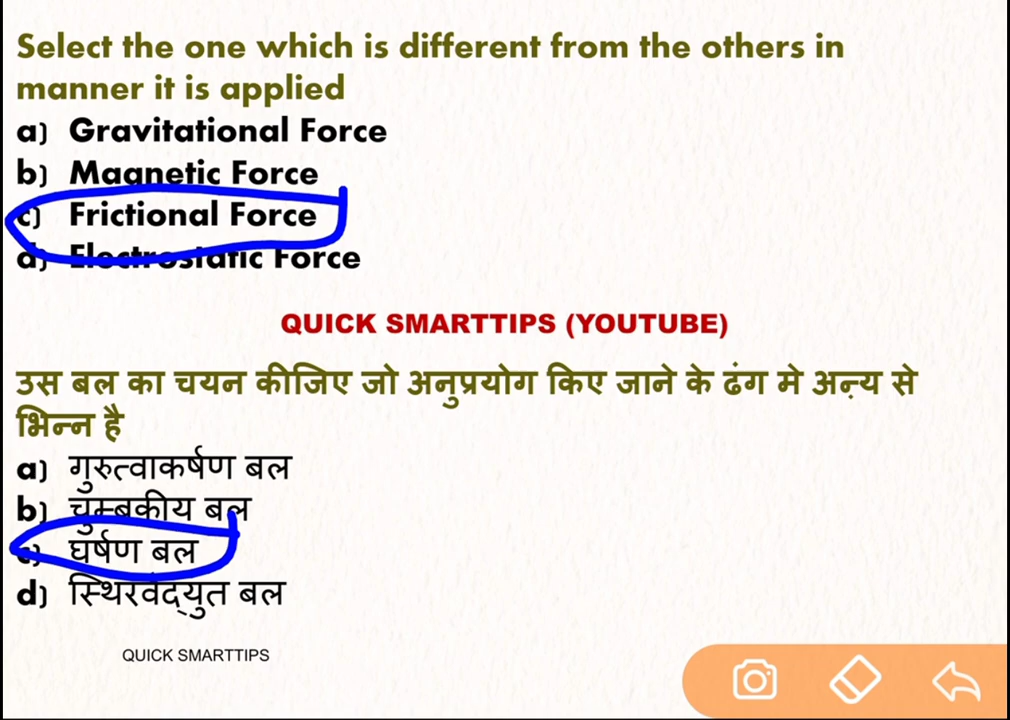 Select the one which is different from the others in
manner it is applied
a) Gravitational Force
b) Magnetic Force
c) Frictional Force
d) Electrostatic Force
QUICK SMARTTIPS (YOUTUBE)
उस बल का चयन कीजिए जो अनुप्रयोग किए जाने के ढंग मे अऩ्य से
भिन्न है
a) गुरुत्वाकर्षण बल
b) चुम्बकीय बल
c) घर्षण बल
d) स्थिरवैद्युत बल
QUICK SMARTTIPS